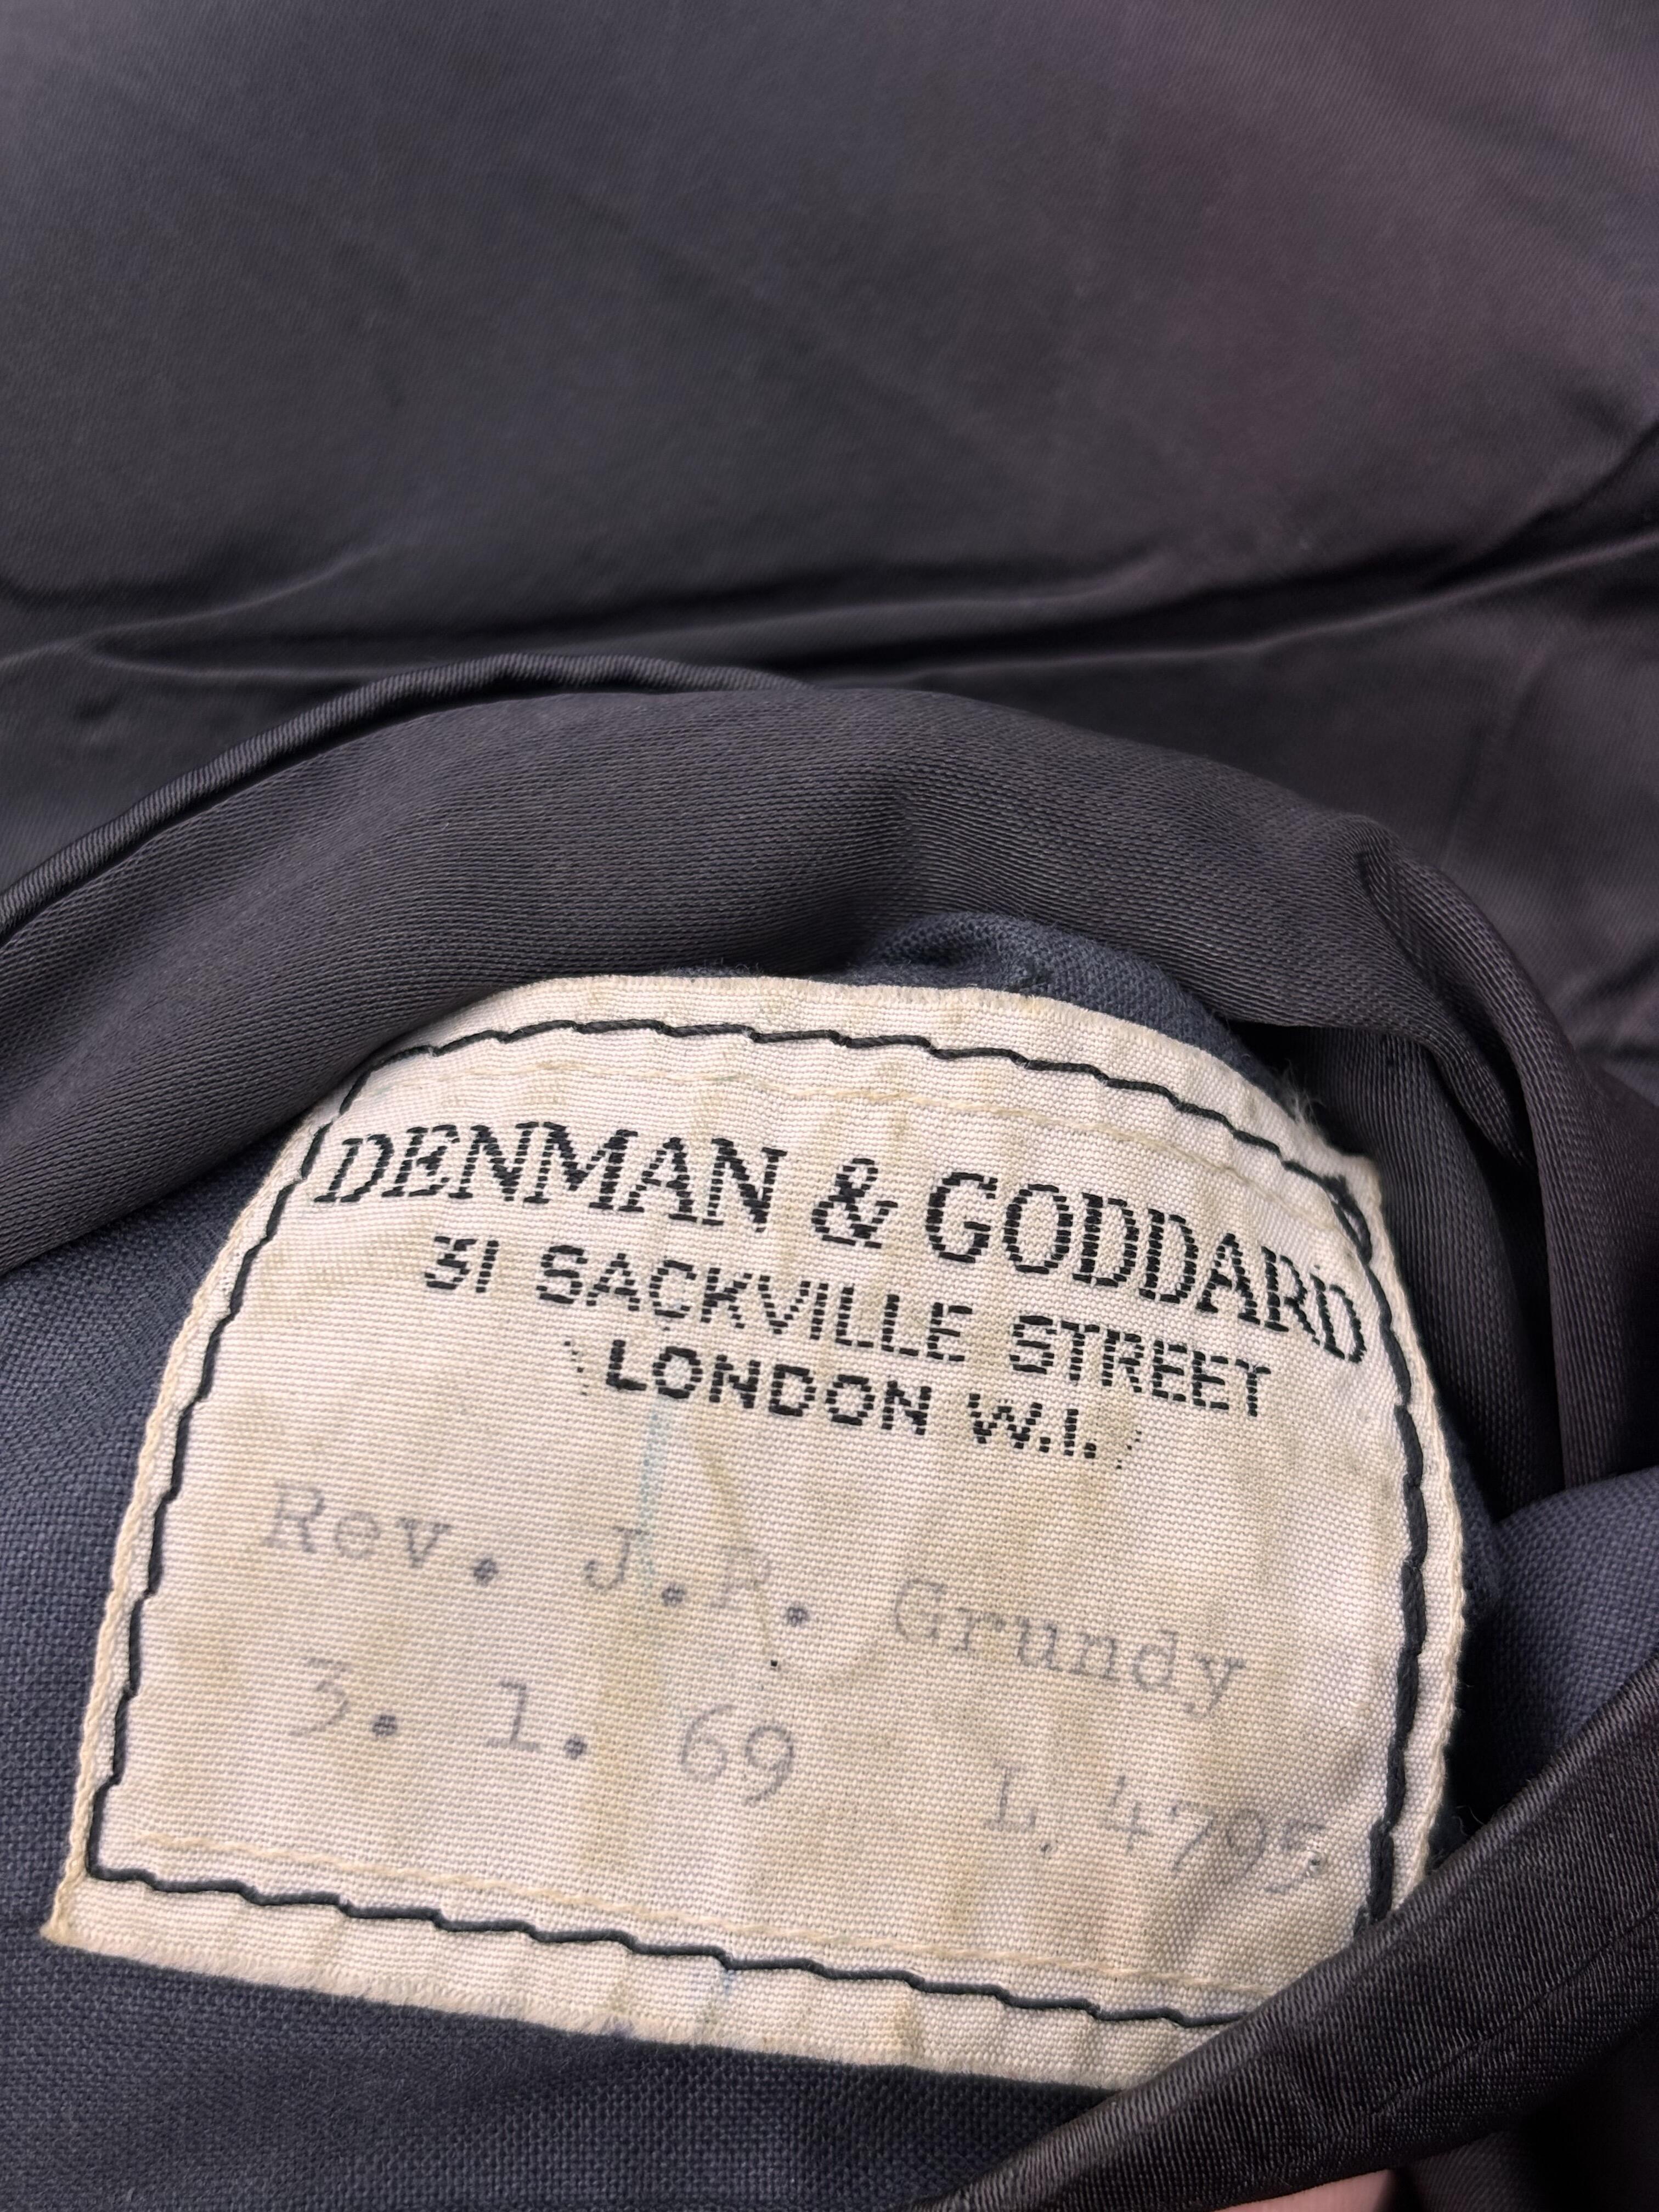 DENMAN & GODDARD
31 SACKVILLE STREET
LONDON W.1.
Rev. J.P. Grundy
3. 1. 69 L. 4795